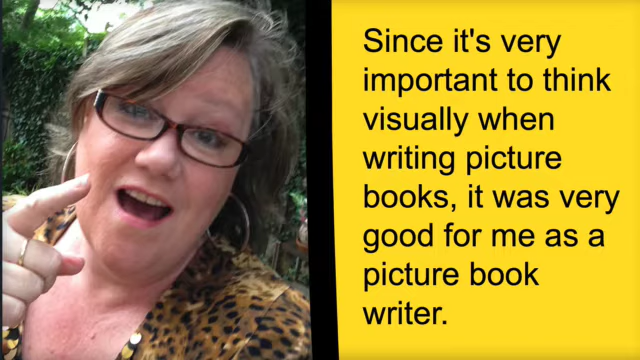 Since it's very
important to think
visually when
writing picture
books, it was very
good for me as a
picture book
writer.